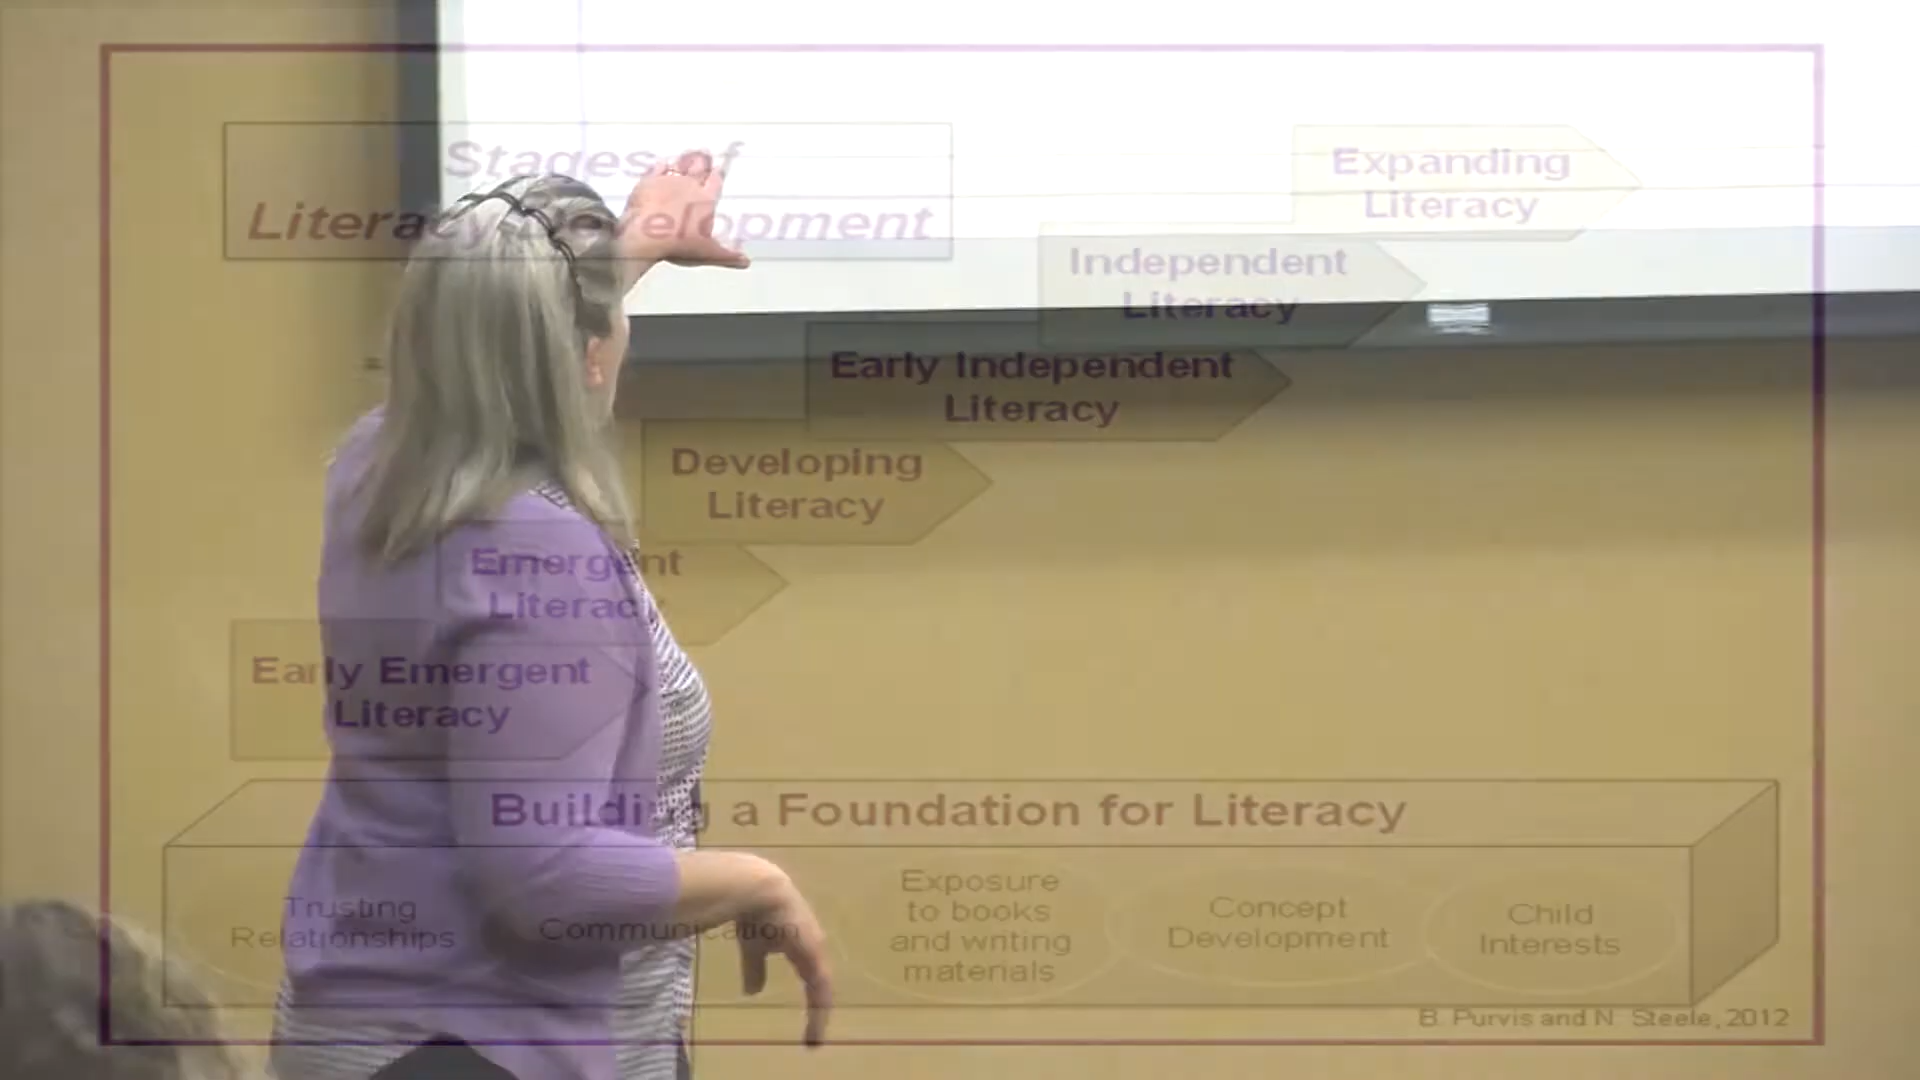 Stages of
Literacy Development
Expanding
Literacy
Independent
Literacy
Early Independent
Literacy
Developing
Literacy
Emergent
Literacy
Early Emergent
Literacy
Building a Foundation for Literacy
Trusting
Relationships
Communication
Exposure
to books
and writing
materials
Concept
Development
Child
Interests
B. Purvis and N. Steele, 2012